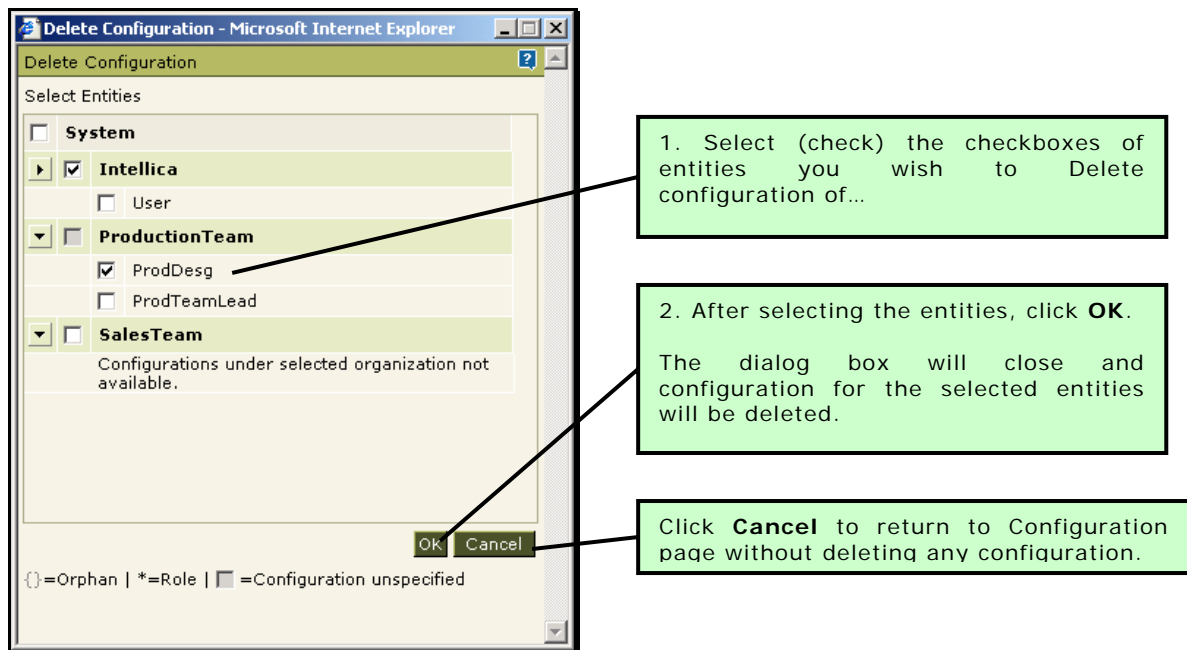 Delete Configuration - Microsoft Internet Explorer
Delete Configuration
?
Select Entities
System
Intellica
User
ProductionTeam
ProdDesg
ProdTeamLead
SalesTeam
Configurations under selected organization not
available.
OK Cancel
{}=Orphan | *=Role | =Configuration unspecified
1. Select (check) the checkboxes of
entities you wish to Delete
configuration of…
2. After selecting the entities, click OK.
The dialog box will close and
configuration for the selected entities
will be deleted.
Click Cancel to return to Configuration
page without deleting any configuration.